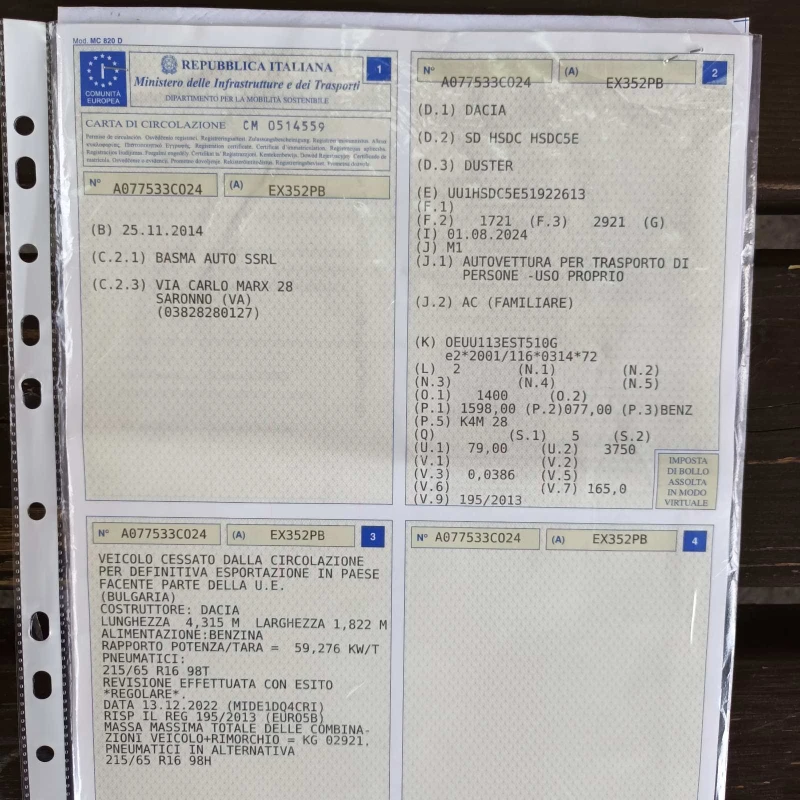 Mod. MC 820 D
COMUNITÀ
EUROPEA
REPUBBLICA ITALIANA
Ministero delle Infrastrutture e dei Trasporti
DIPARTIMENTO PER LA MOBILITÀ SOSTENIBILE
1
CARTA DI CIRCOLAZIONE CM 0514559
N° A077533CO24 (A) EX352PB
(B) 25.11.2014
(C.2.1) BASMA AUTO SSRL
(C.2.3) VIA CARLO MARX 28
SARONNO (VA)
(03828280127)
N° A077533CO24 (A) EX352PB 2
(D.1) DACIA
(D.2) SD HSDC HSDC5E
(D.3) DUSTER
(E) UU1HSDC5E51922613
(F.1)
(F.2) 1721 (F.3) 2921 (G)
(I) 01.08.2024
(J) M1
(J.1) AUTOVETTURA PER TRASPORTO DI
PERSONE -USO PROPRIO
(J.2) AC (FAMILIARE)
(K) OEUU113EST510G
e2*2001/116*0314*72
(L) 2 (N.1) (N.2)
(N.3) (N.4) (N.5)
(O.1) 1400 (O.2)
(P.1) 1598,00 (P.2)077,00 (P.3)BENZ
(P.5) K4M 28
(Q) (S.1) 5 (S.2)
(U.1) 79,00 (U.2) 3750
(V.1) (V.2)
(V.3) 0,0386 (V.5)
(V.6) (V.7) 165,0
(V.9) 195/2013
IMPOSTA
DI BOLLO
ASSOLTA
IN MODO
VIRTUALE
N° A077533CO24 (A) EX352PB 3
VEICOLO CESSATO DALLA CIRCOLAZIONE
PER DEFINITIVA ESPORTAZIONE IN PAESE
FACENTE PARTE DELLA U.E.
(BULGARIA)
COSTRUTTORE: DACIA
LUNGHEZZA 4,315 M LARGHEZZA 1,822 M
ALIMENTAZIONE:BENZINA
RAPPORTO POTENZA/TARA = 59,276 KW/T
PNEUMATICI:
215/65 R16 98T
REVISIONE EFFETTUATA CON ESITO
*REGOLARE*.
DATA 13.12.2022 (MIDE1DQ4CRI)
RISP IL REG 195/2013 (EURO5B)
MASSA MASSIMA TOTALE DELLE COMBINA-
ZIONI VEICOLO+RIMORCHIO = KG 02921.
PNEUMATICI IN ALTERNATIVA
215/65 R16 98H
N° A077533CO24 (A) EX352PB 4